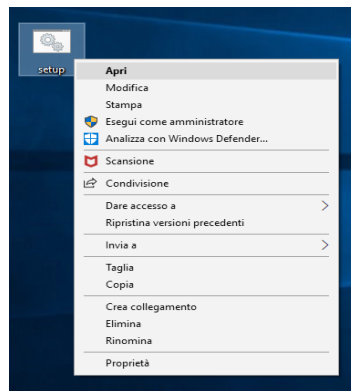 setup
Apri
Modifica
Stampa
Esegui come amministratore
Analizza con Windows Defender...
Scansione
Condivisione
Dare accesso a
Ripristina versioni precedenti
Invia a
Taglia
Copia
Crea collegamento
Elimina
Rinomina
Proprietà